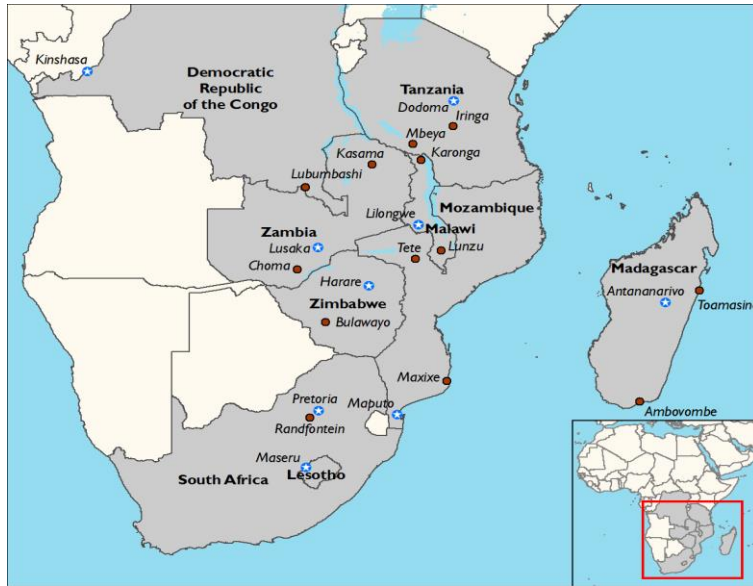 Kinshasa
Democratic
Republic
of the Congo
Tanzania
Dodoma
Iringa
Mbeya
Karonga
Kasama
Lubumbashi
Mozambique
Lilongwe
Malawi
Zambia
Lusaka
Tete
Lunzu
Choma
Harare
Zimbabwe
Bulawayo
Madagascar
Antananarivo
Toamasina
Maxixe
Pretoria
Maputo
Randfontein
Ambovombe
Maseru
Lesotho
South Africa